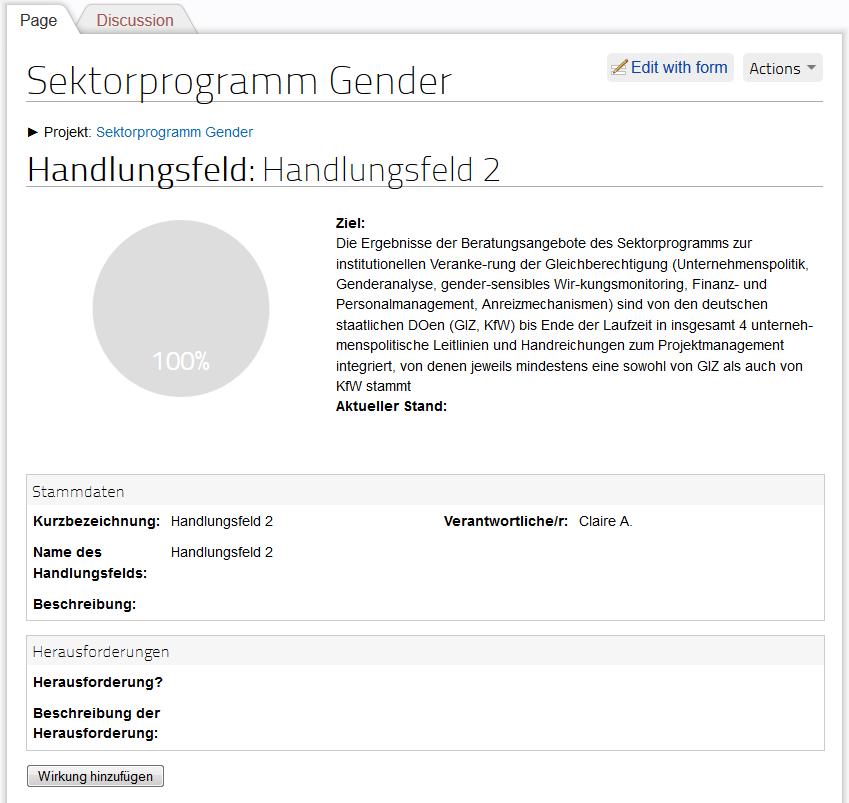 Page
Discussion
Sektorprogramm Gender
Edit with form
Actions
Projekt: Sektorprogramm Gender
Handlungsfeld: Handlungsfeld 2
100%
Ziel:
Die Ergebnisse der Beratungsangebote des Sektorprogramms zur
institutionellen Veranke-rung der Gleichberechtigung (Unternehmenspolitik,
Genderanalyse, gender-sensibles Wir-kungsmonitoring, Finanz- und
Personalmanagement, Anreizmechanismen) sind von den deutschen
staatlichen DOen (GIZ, KfW) bis Ende der Laufzeit in insgesamt 4 unterneh-
menspolitische Leitlinien und Handreichungen zum Projektmanagement
integriert, von denen jeweils mindestens eine sowohl von GIZ als auch von
KfW stammt
Aktueller Stand:
Stammdaten
Kurzbezeichnung: Handlungsfeld 2
Verantwortliche/r: Claire A.
Name des Handlungsfeld 2
Handlungsfelds:
Beschreibung:
Herausforderungen
Herausforderung?
Beschreibung der
Herausforderung:
Wirkung hinzufügen